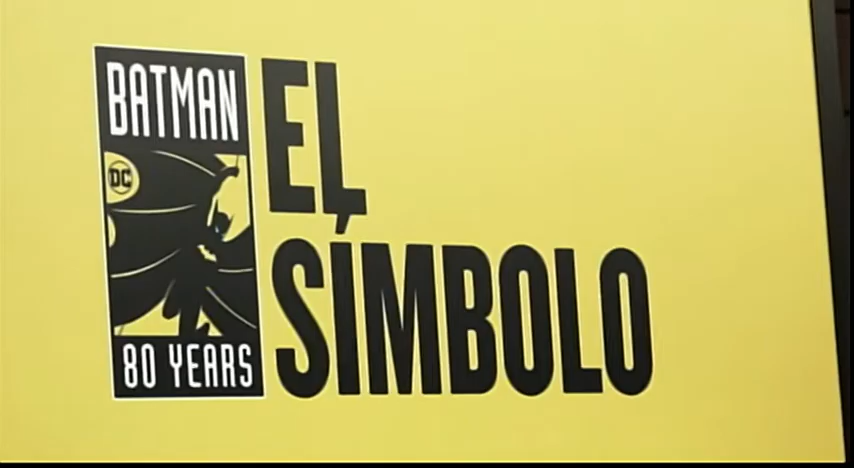 BATMAN
DC
80 YEARS
EL
SÍMBOLO